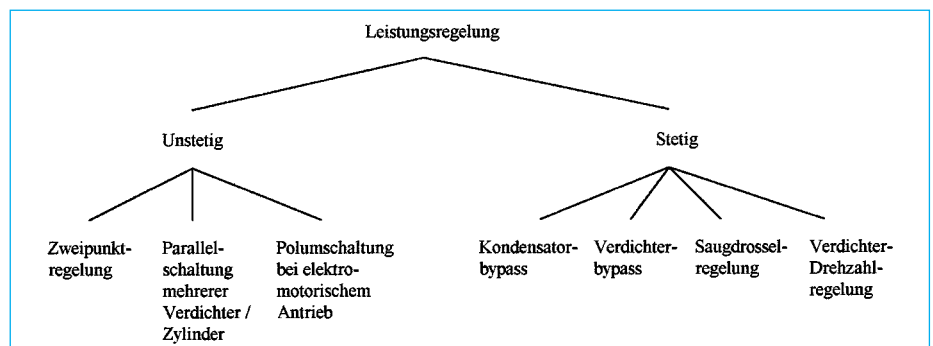 Leistungsregelung
Unstetig
Stetig
Zweipunkt-
regelung
Parallel-
schaltung
mehrerer
Verdichter /
Zylinder
Polumschaltung
bei elektro-
motorischem
Antrieb
Kondensator-
bypass
Verdichter-
bypass
Saugdrossel-
regelung
Verdichter-
Drehzahl-
regelung